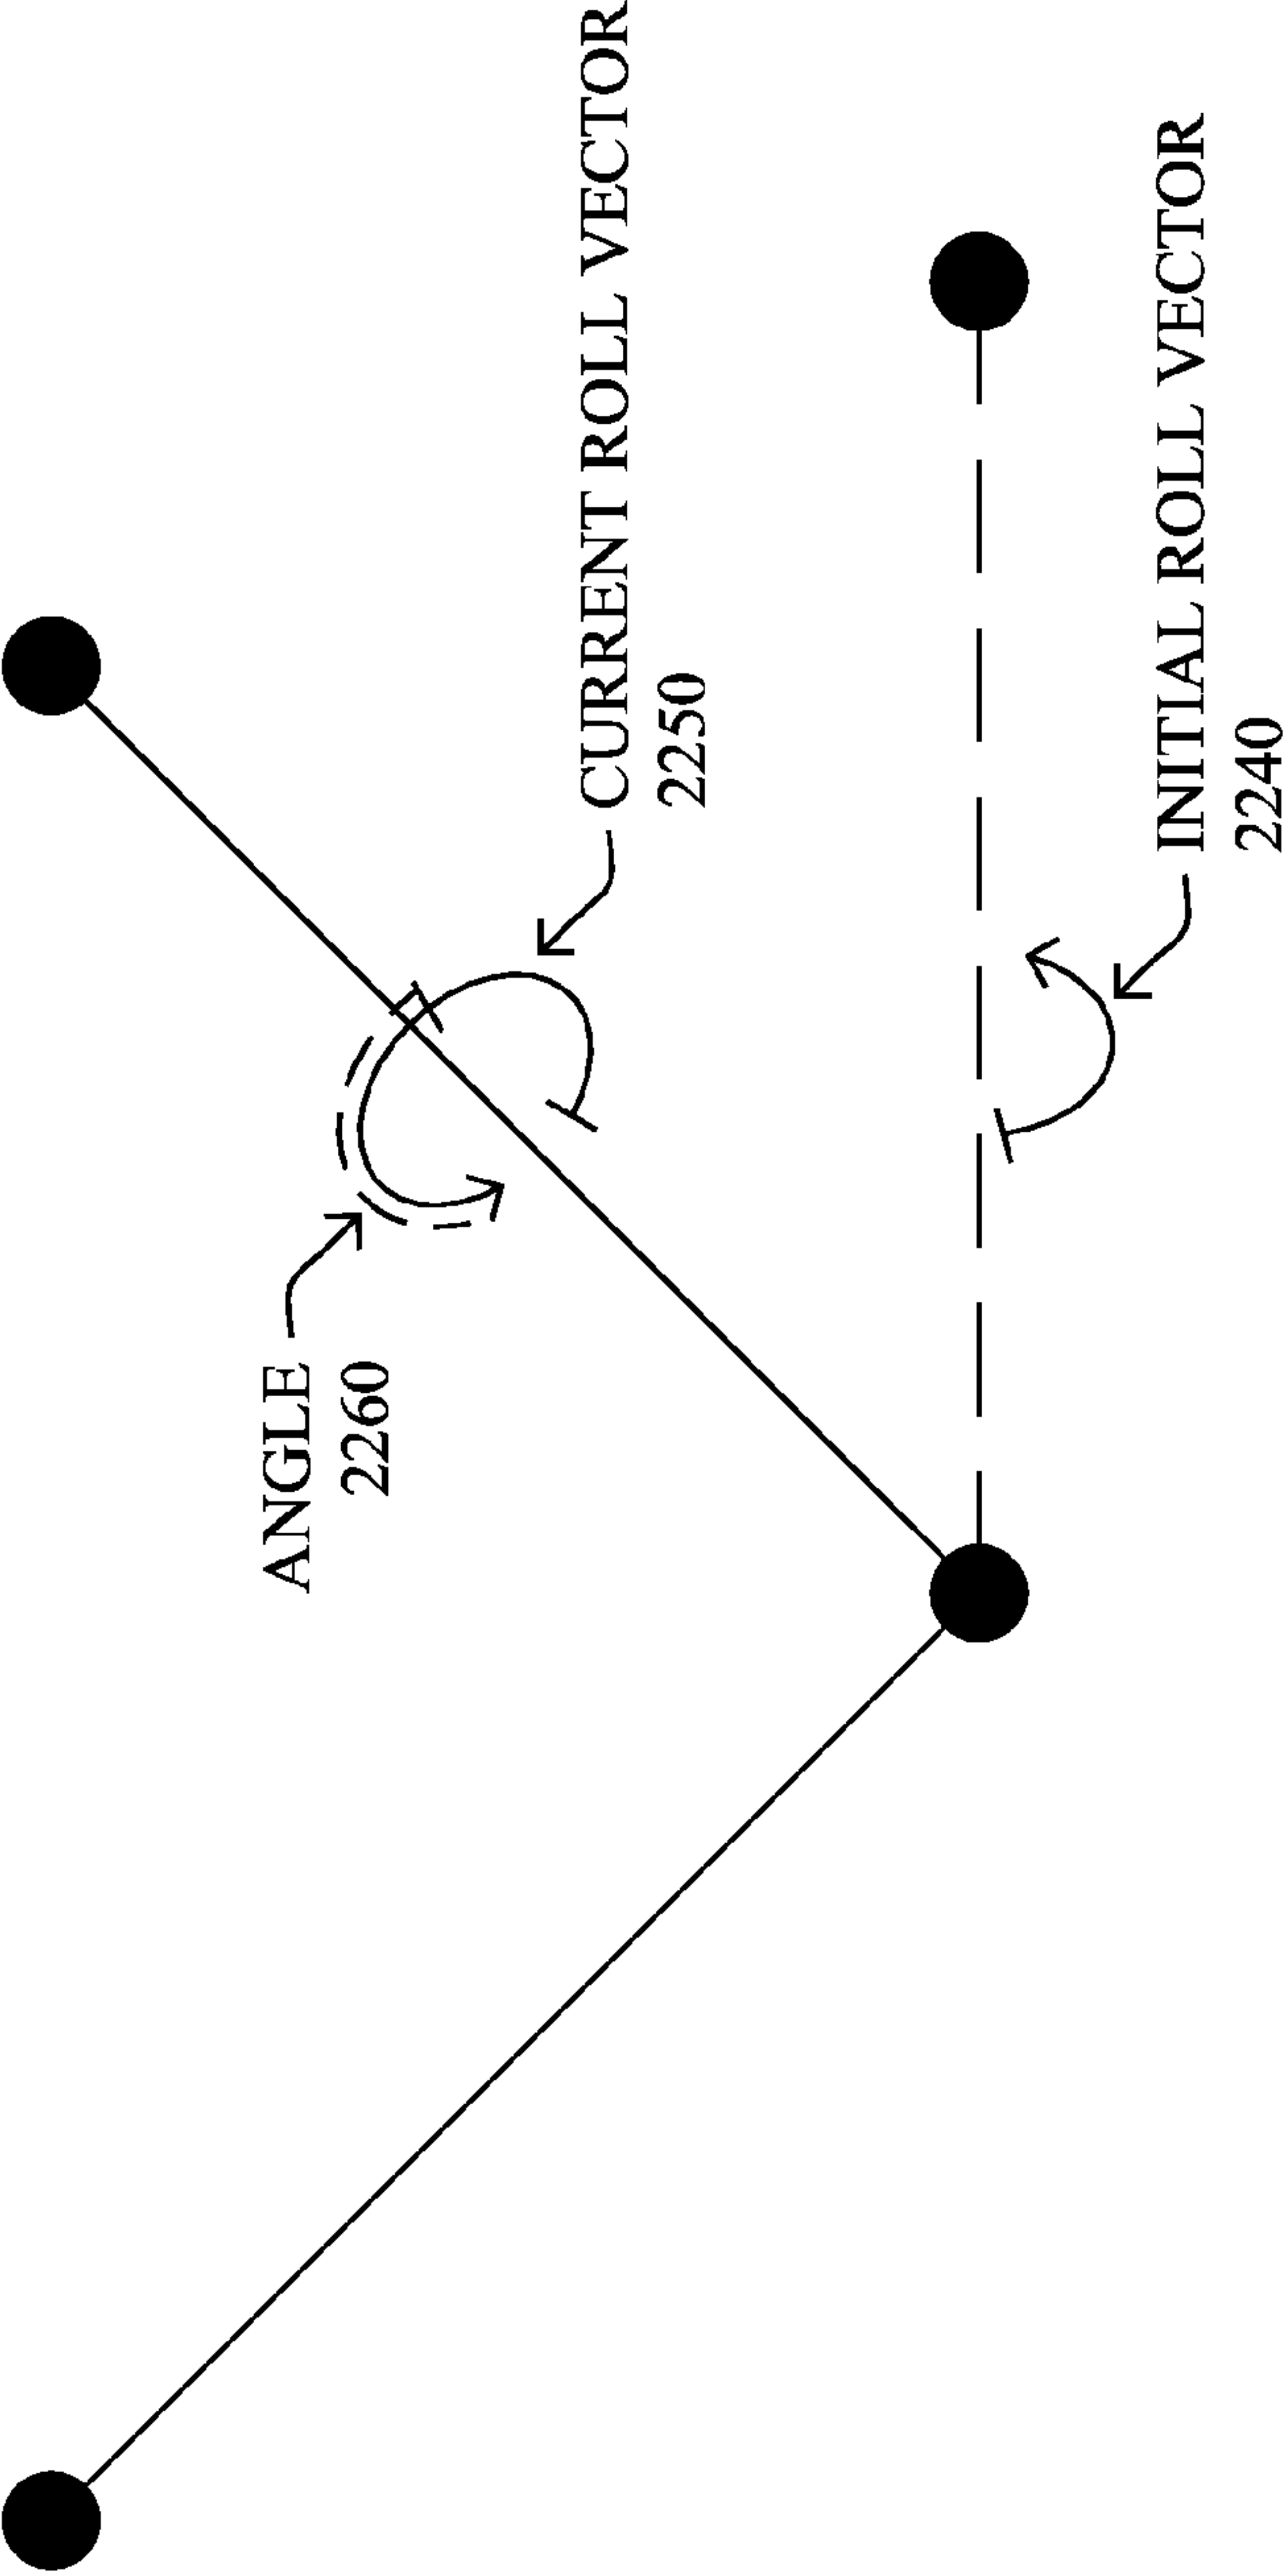 ANGLE
2260
CURRENT ROLL VECTOR
2250
INITIAL ROLL VECTOR
2240